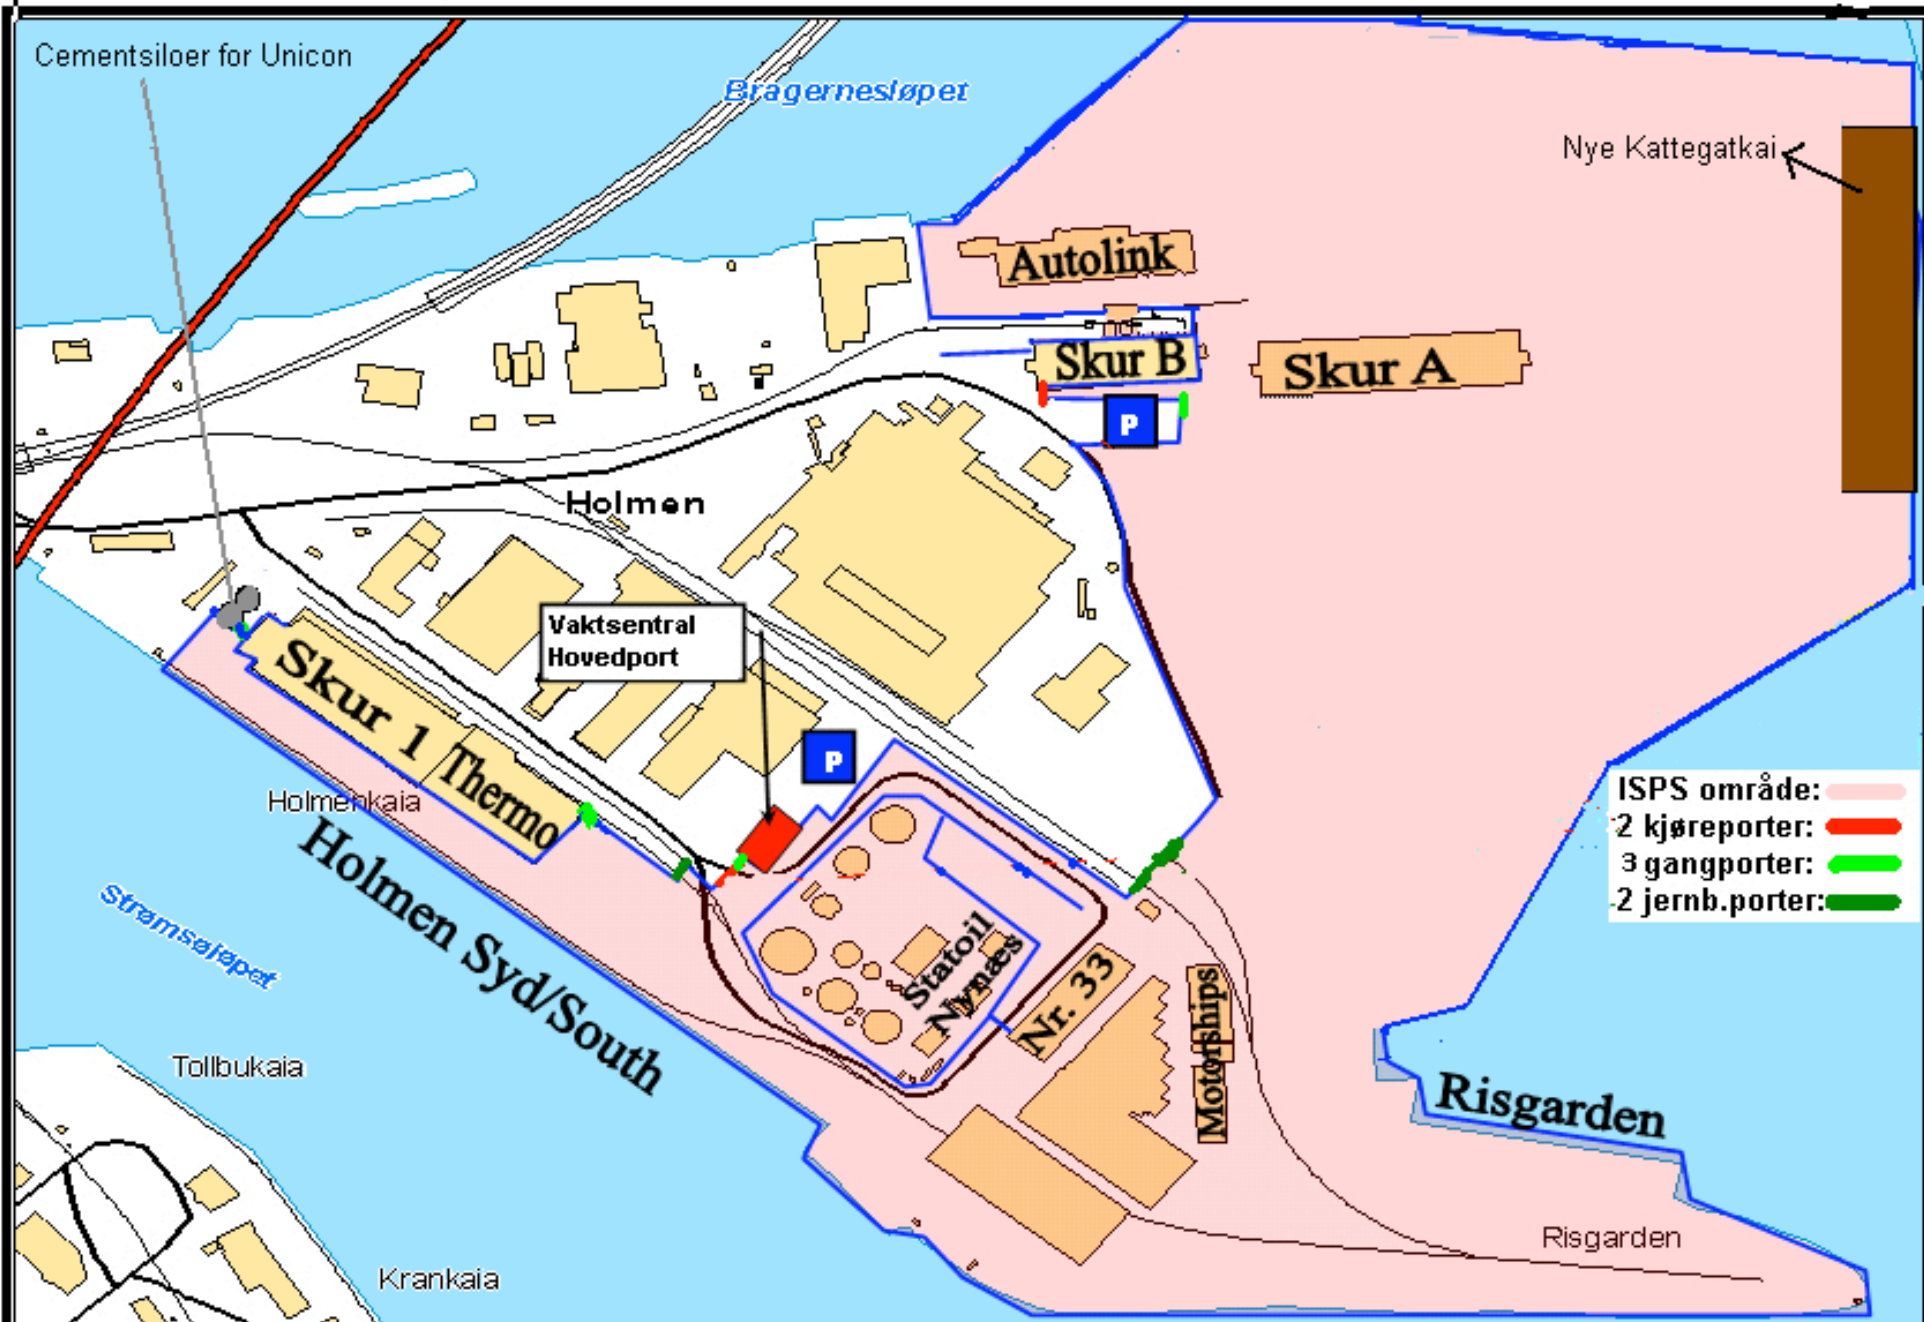 Cementsiloer for Unicon
Bragernesløpet
Nye Kattegatkai
Autolink
Skur B
Skur A
P
Holmen
Vaktsentral
Hovedport
Skur 1
Thermo
P
Holmenkaia
ISPS område:
2 kjøreporter:
3 gangporter:
2 jernb.porter:
Holmen Syd/South
Strømsøløpet
Statoil
Nynæs
Nr. 33
Motorships
Tollbukaia
Risgarden
Risgarden
Krankaia